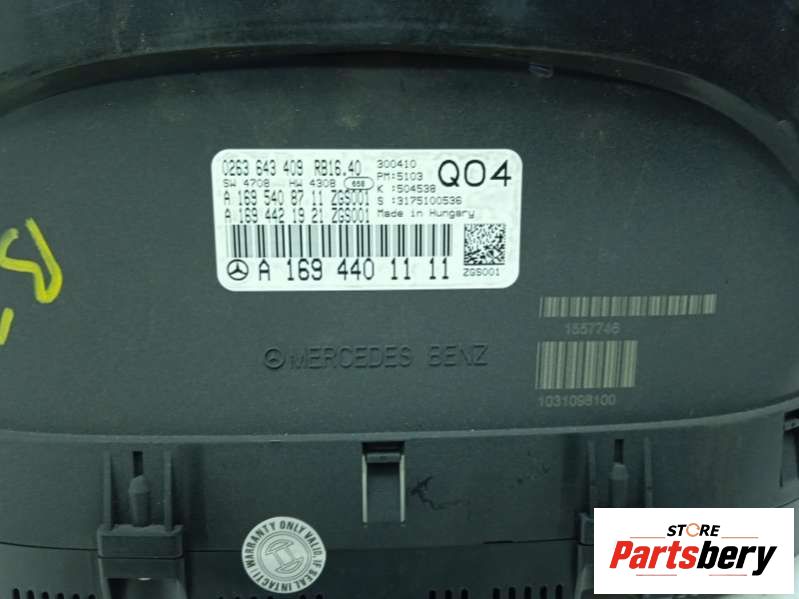 0263 643 409 RB16.40
SW 4708 HW 4308 658
A 169 540 87 11 ZGS001
A 169 442 19 21 ZGS001
300410
PM:5103
K :504538
S :3175100536
Made in Hungary
Q04
A 169 440 11 11
ZGS001
1557746
MERCEDES BENZ
1031098100
WARRANTY ONLY VALID
IF SEAL INTACT!
STORE
Partsbery